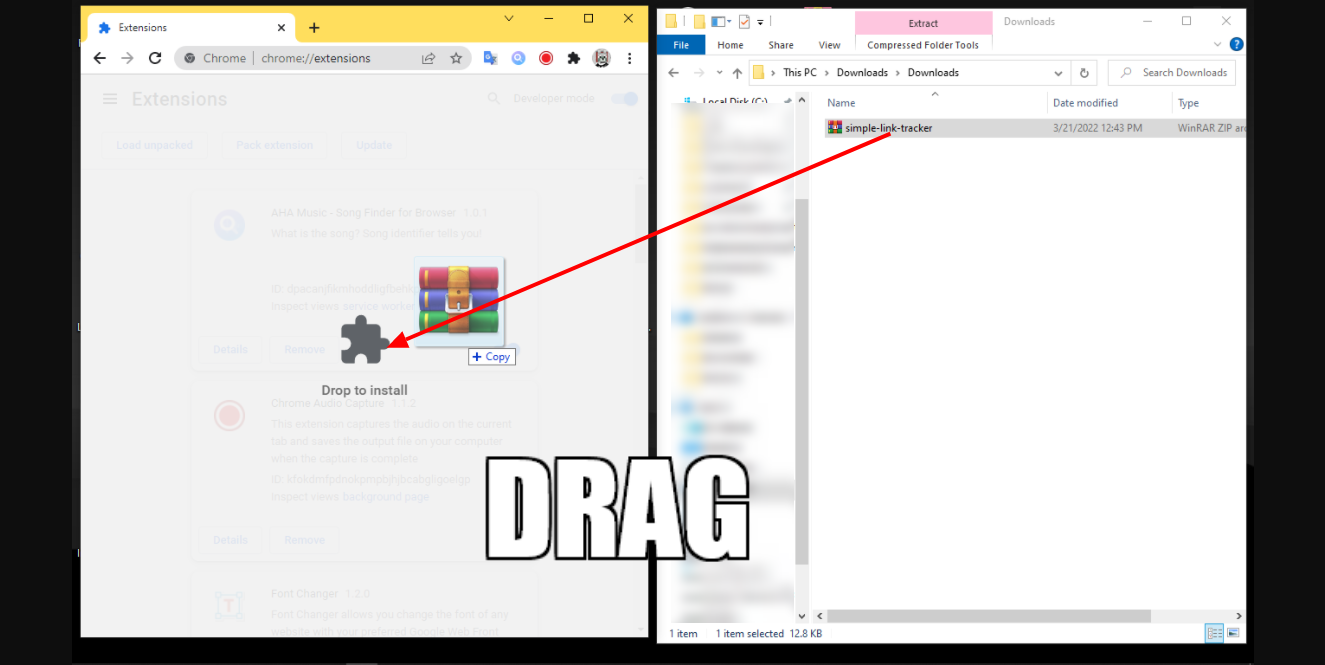 Extensions
Chrome
chrome://extensions
Extensions
Developer mode
Load unpacked
Pack extension
Update
AHA Music - Song Finder for Browser 1.0.1
What is the song? Song identifier tells you!
Inspect views service worker
Details
Remove
+ Copy
Drop to install
Chrome Audio Capture 1.1.2
This extension captures the audio on the current
tab and saves the output file on your computer
when the capture is complete
Inspect views background page
Details
Remove
Font Changer 1.2.0
Font Changer allows you change the font of any
website with your preferred Google Web Front
DRAG
Extract
Downloads
File
Home
Share
View
Compressed Folder Tools
This PC > Downloads > Downloads
Search Downloads
Local Disk (C:)
Name
Date modified
Type
simple-link-tracker
3/21/2022 12:43 PM
WinRAR ZIP arc
1 item
1 item selected 12.8 KB